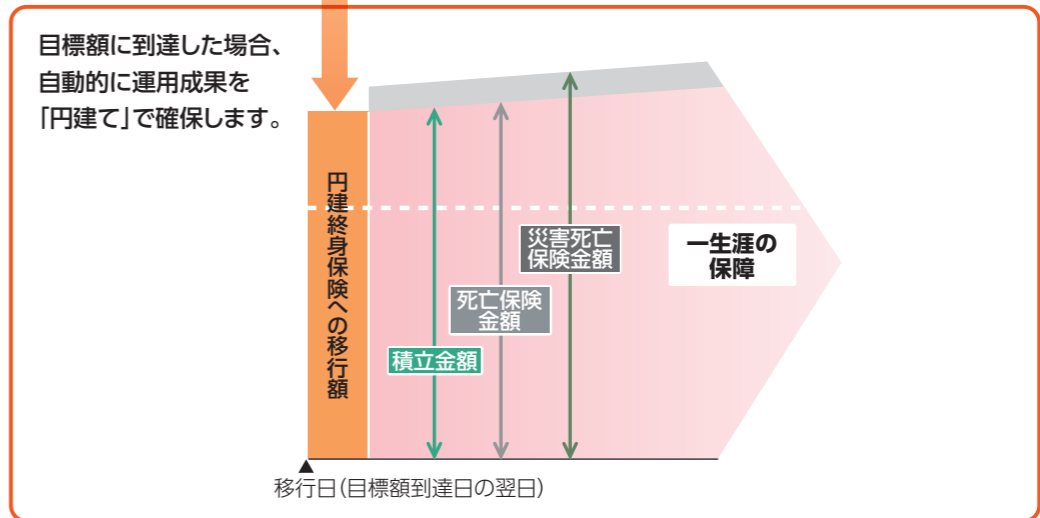 目標額に到達した場合、
自動的に運用成果を
「円建て」で確保します。
円建終身保険への移行額
災害死亡
保険金額
一生涯の
保障
死亡保険
金額
積立金額
▲
移行日(目標額到達日の翌日)